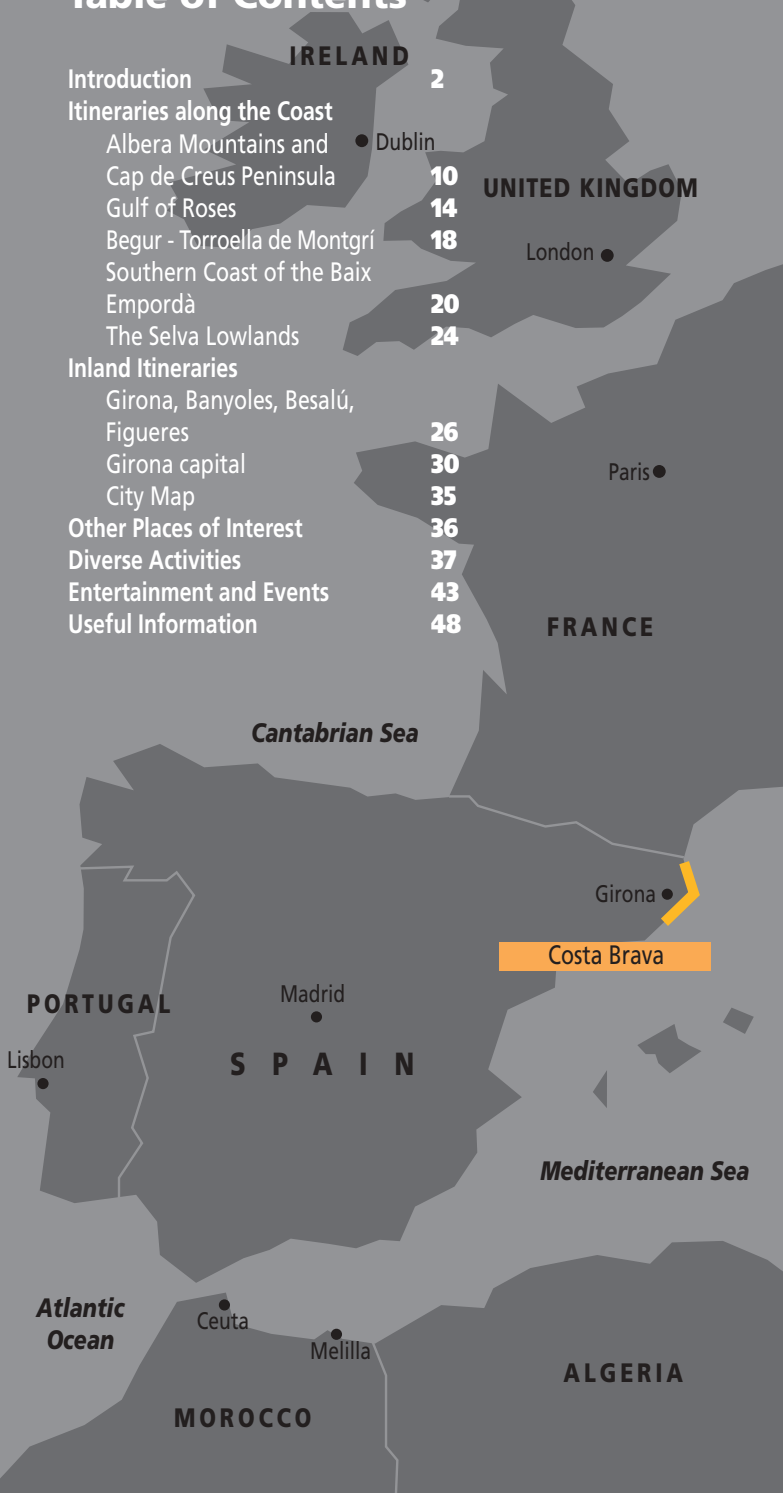 Table of Contents
Introduction 2
Itineraries along the Coast
Albera Mountains and
Cap de Creus Peninsula 10
Gulf of Roses 14
Begur - Torroella de Montgrí 18
Southern Coast of the Baix
Empordà 20
The Selva Lowlands 24
Inland Itineraries
Girona, Banyoles, Besalú,
Figueres 26
Girona capital 30
City Map 35
Other Places of Interest 36
Diverse Activities 37
Entertainment and Events 43
Useful Information 48
IRELAND
Dublin
UNITED KINGDOM
London
Paris
FRANCE
Cantabrian Sea
Girona
Costa Brava
PORTUGAL
Madrid
Lisbon
SPAIN
Mediterranean Sea
Atlantic
Ocean
Ceuta
Melilla
ALGERIA
MOROCCO